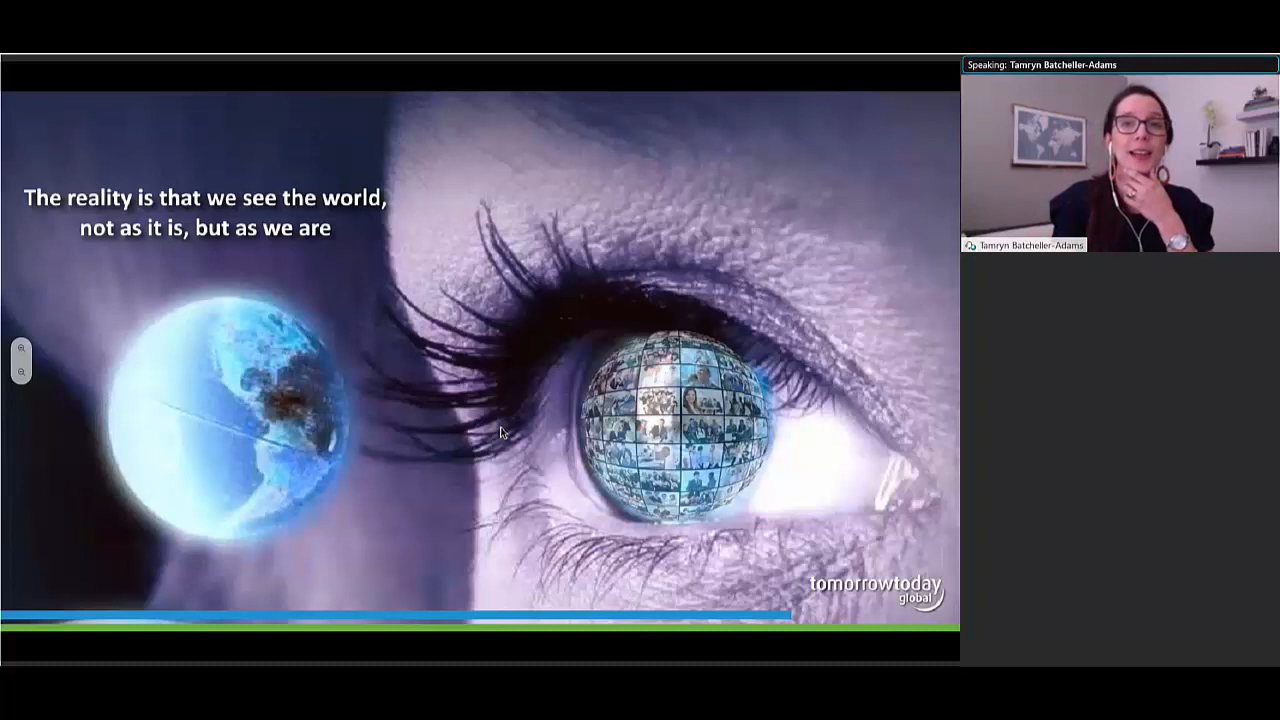 Speaking: Tamryn Batcheller-Adams
The reality is that we see the world,
not as it is, but as we are
Tamryn Batcheller-Adams
tomorrowtoday
global